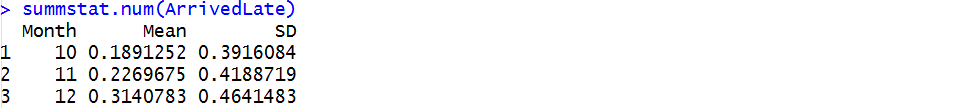 > summstat.num(ArrivedLate)
  Month      Mean        SD
1    10 0.1891252 0.3916084
2    11 0.2269675 0.4188719
3    12 0.3140783 0.4641483